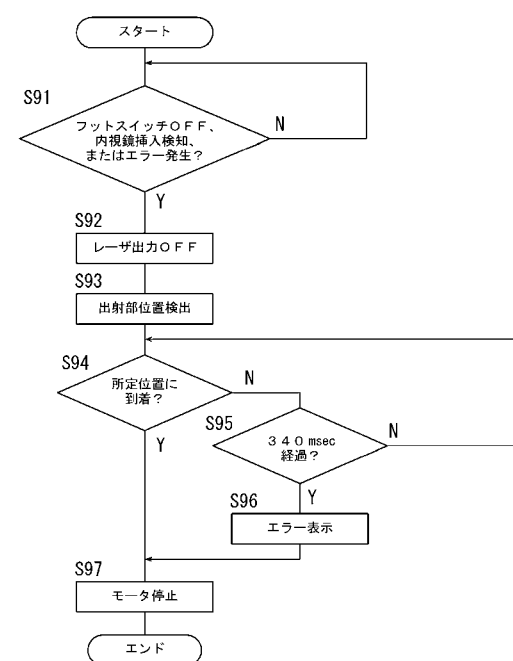 スタート
S91
フットスイッチOFF、
内視鏡挿入検知、
またはエラー発生？
N
Y
S92
レーザ出力OFF
S93
出射部位置検出
S94
所定位置に
到着？
N
Y
S95
３４０msec
経過？
N
Y
S96
エラー表示
S97
モータ停止
エンド